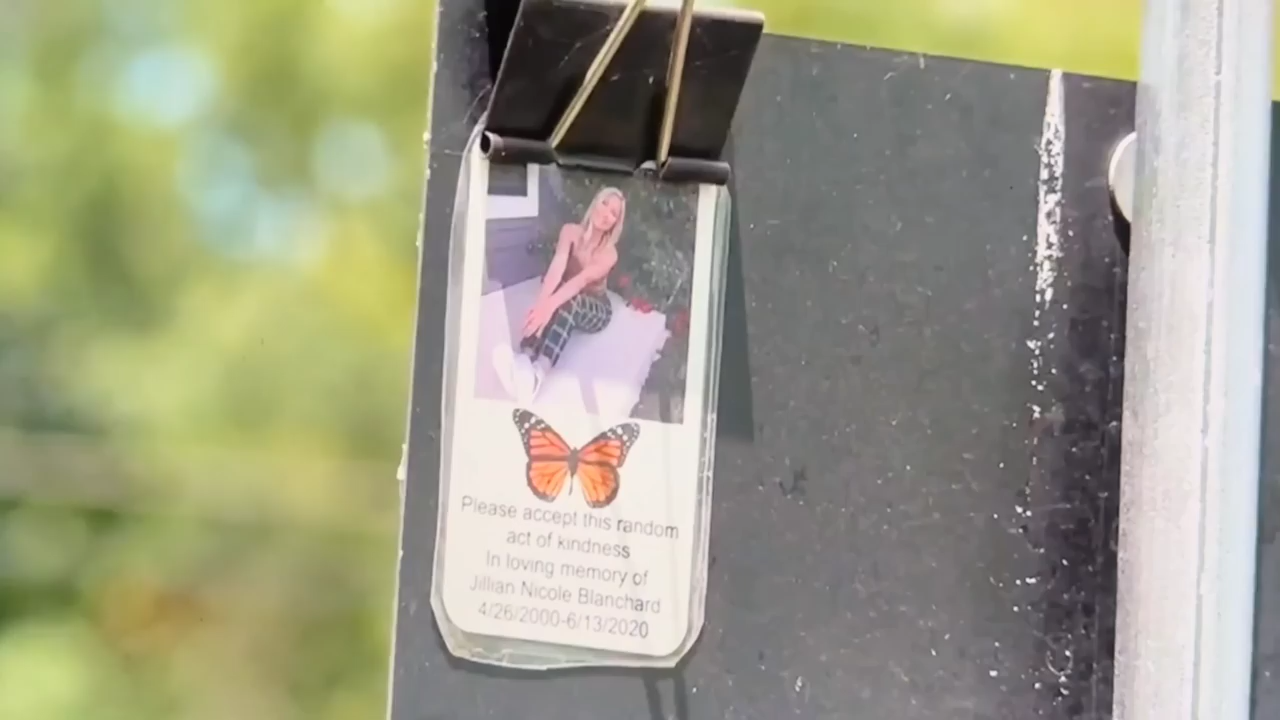 Please accept this random
act of kindness
In loving memory of
Jillian Nicole Blanchard
4/26/2000-6/13/2020